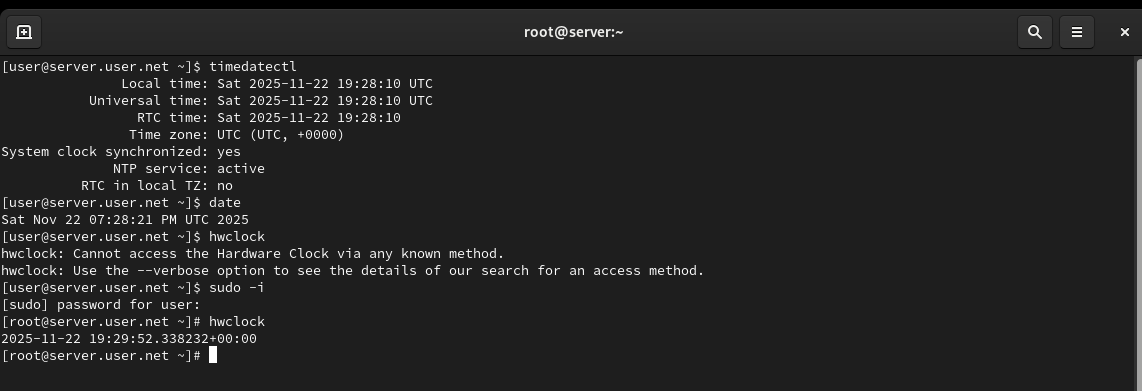 root@server:~
[user@server.user.net ~]$ timedatectl
Local time: Sat 2025-11-22 19:28:10 UTC
Universal time: Sat 2025-11-22 19:28:10 UTC
RTC time: Sat 2025-11-22 19:28:10
Time zone: UTC (UTC, +0000)
System clock synchronized: yes
NTP service: active
RTC in local TZ: no
[user@server.user.net ~]$ date
Sat Nov 22 07:28:21 PM UTC 2025
[user@server.user.net ~]$ hwclock
hwclock: Cannot access the Hardware Clock via any known method.
hwclock: Use the --verbose option to see the details of our search for an access method.
[user@server.user.net ~]$ sudo -i
[sudo] password for user:
[root@server.user.net ~]# hwclock
2025-11-22 19:29:52.338232+00:00
[root@server.user.net ~]#